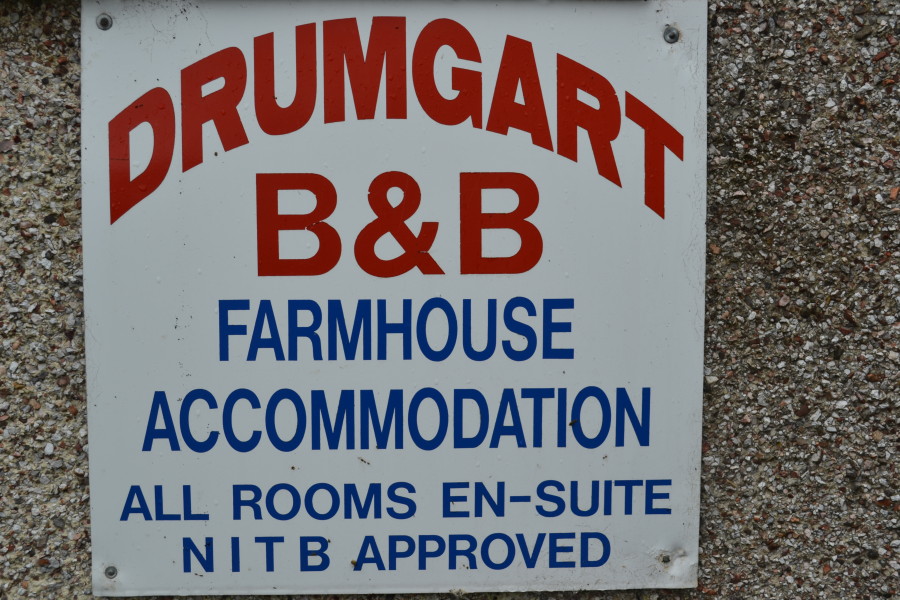 DRUMGART
B&B
FARMHOUSE
ACCOMMODATION
ALL ROOMS EN-SUITE
NITB APPROVED